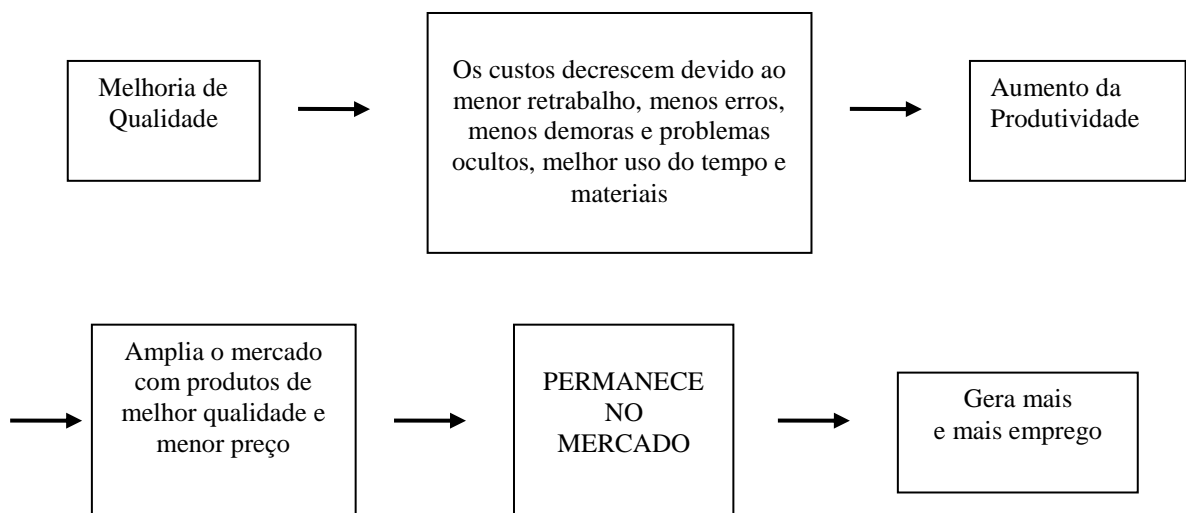 Melhoria de
Qualidade
Os custos decrescem devido ao
menor retrabalho, menos erros,
menos demoras e problemas
ocultos, melhor uso do tempo e
materiais
Aumento da
Produtividade
Amplia o mercado
com produtos de
melhor qualidade e
menor preço
PERMANECE
NO
MERCADO
Gera mais
e mais emprego